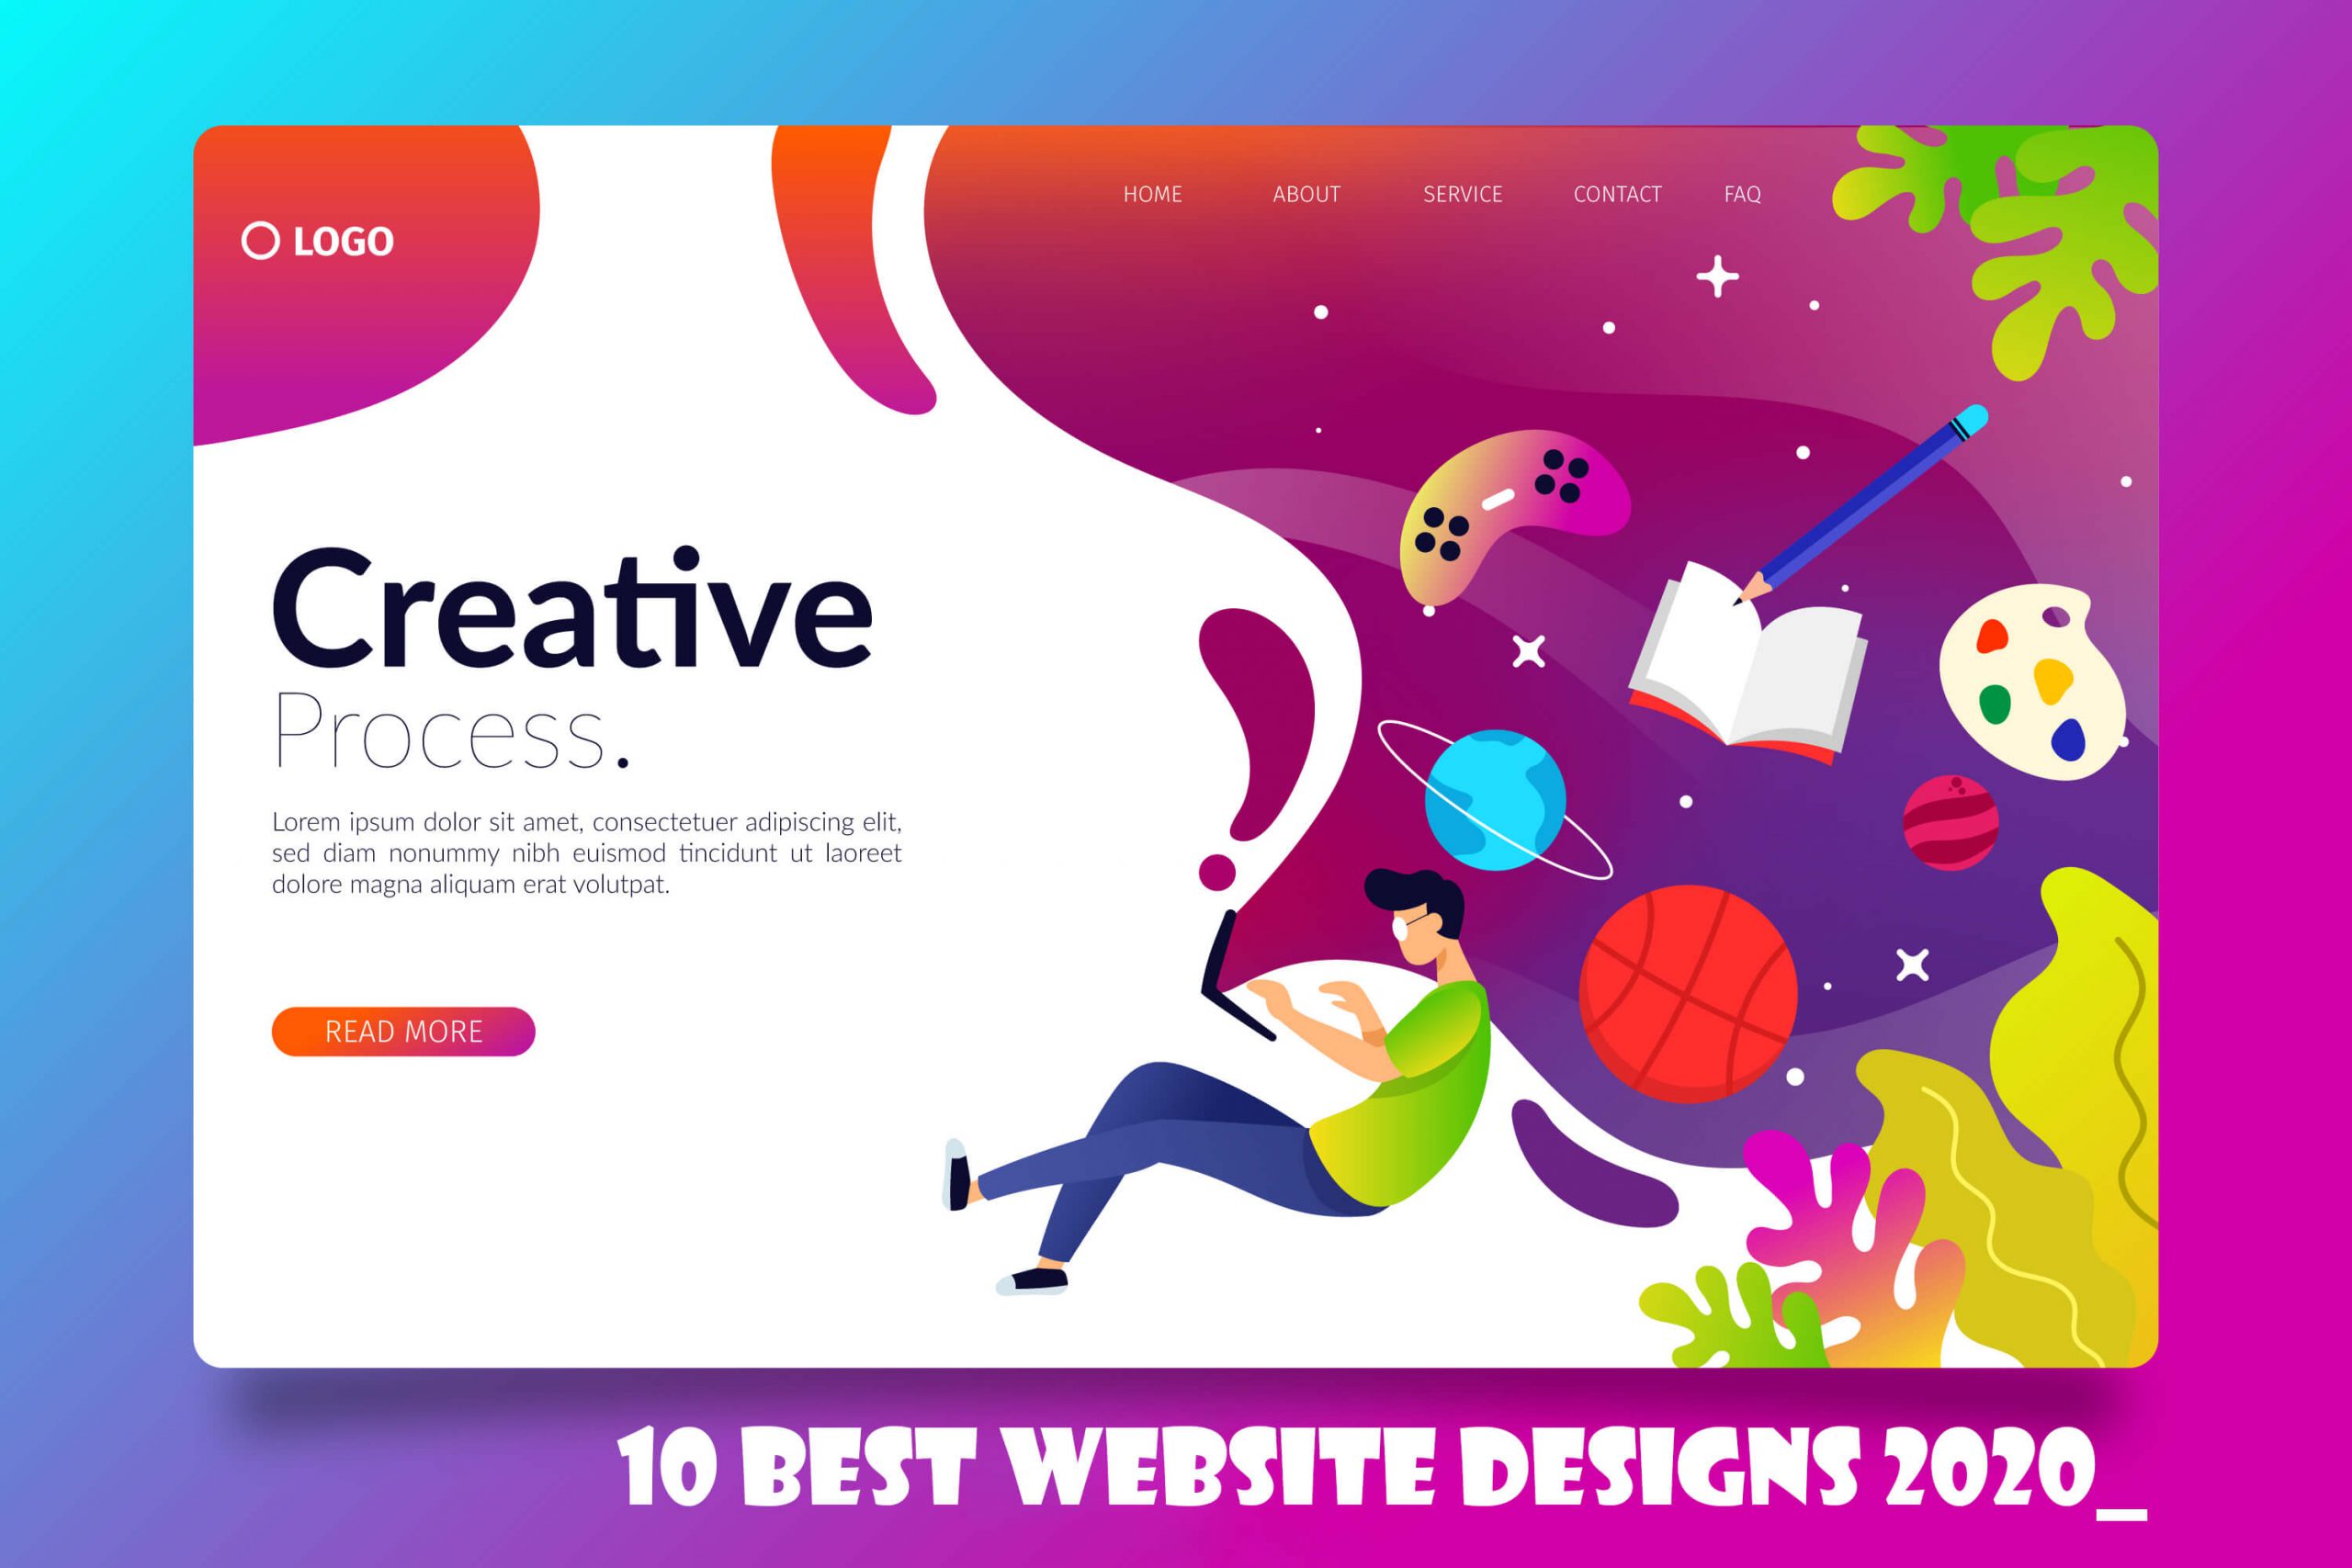 HOME ABOUT SERVICE CONTACT FAQ
LOGO
Creative
Process.
Lorem ipsum dolor sit amet, consectetuer adipiscing elit,
sed diam nonummy nibh euismod tincidunt ut laoreet
dolore magna aliquam erat volutpat.
READ MORE
10 BEST WEBSITE DESIGNS 2020_